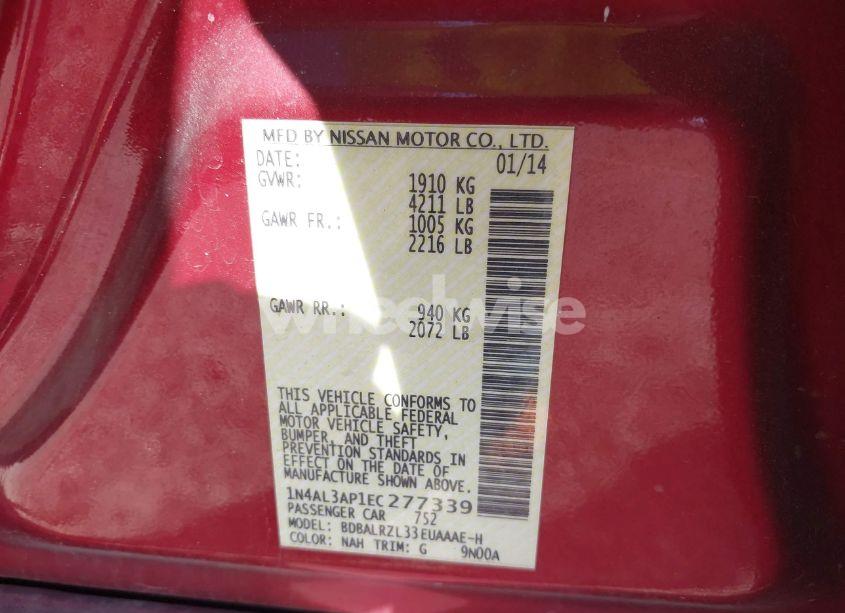 MFD BY NISSAN MOTOR CO., LTD.
DATE: 01/14
GVWR: 1910 KG
4211 LB
GAWR FR.: 1005 KG
2216 LB
GAWR RR.: 940 KG
2072 LB
wheelwise
THIS VEHICLE CONFORMS TO
ALL APPLICABLE FEDERAL
MOTOR VEHICLE SAFETY,
BUMPER, AND THEFT
PREVENTION STANDARDS IN
EFFECT ON THE DATE OF
MANUFACTURE SHOWN ABOVE.
1N4AL3AP1EC277339
PASSENGER CAR 752
MODEL: BDBALRZL33EUAAAE-H
COLOR: NAH TRIM: G 9N00A